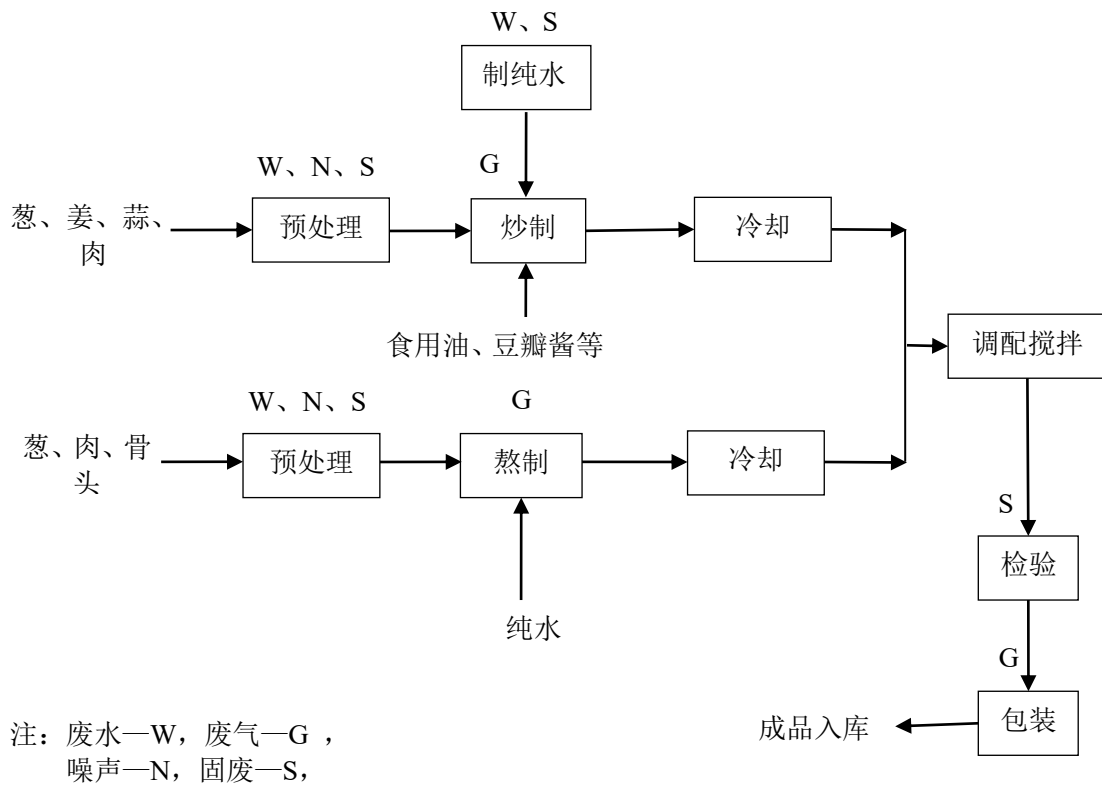 W、S
制纯水
W、N、S
G
葱、姜、蒜、
肉
预处理
炒制
冷却
食用油、豆瓣酱等
调配搅拌
W、N、S
G
葱、肉、骨
头
预处理
熬制
冷却
纯水
S
检验
G
包装
成品入库
注：废水—W，废气—G ，
噪声—N，固废—S，